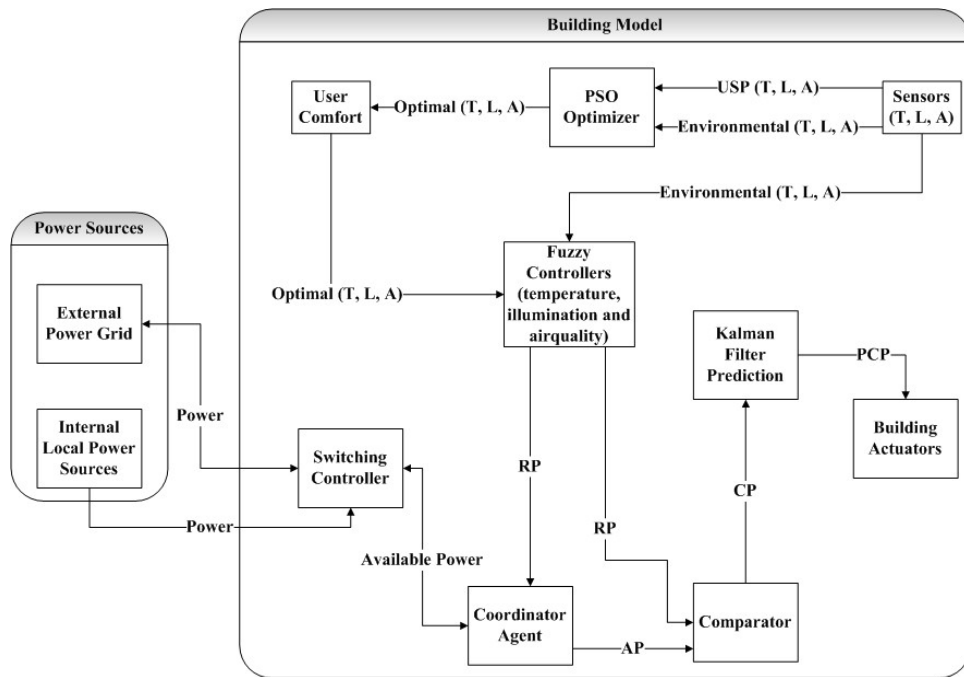 Building Model
User
Comfort
Optimal (T, L, A)
PSO
Optimizer
USP (T, L, A)
Environmental (T, L, A)
Sensors
(T, L, A)
Environmental (T, L, A)
Power Sources
External
Power Grid
Internal
Local Power
Sources
Power
Power
Optimal (T, L, A)
Fuzzy
Controllers
(temperature,
illumination and
airquality)
Kalman
Filter
Prediction
PCP
Building
Actuators
Switching
Controller
RP
RP
CP
Available Power
Coordinator
Agent
AP
Comparator